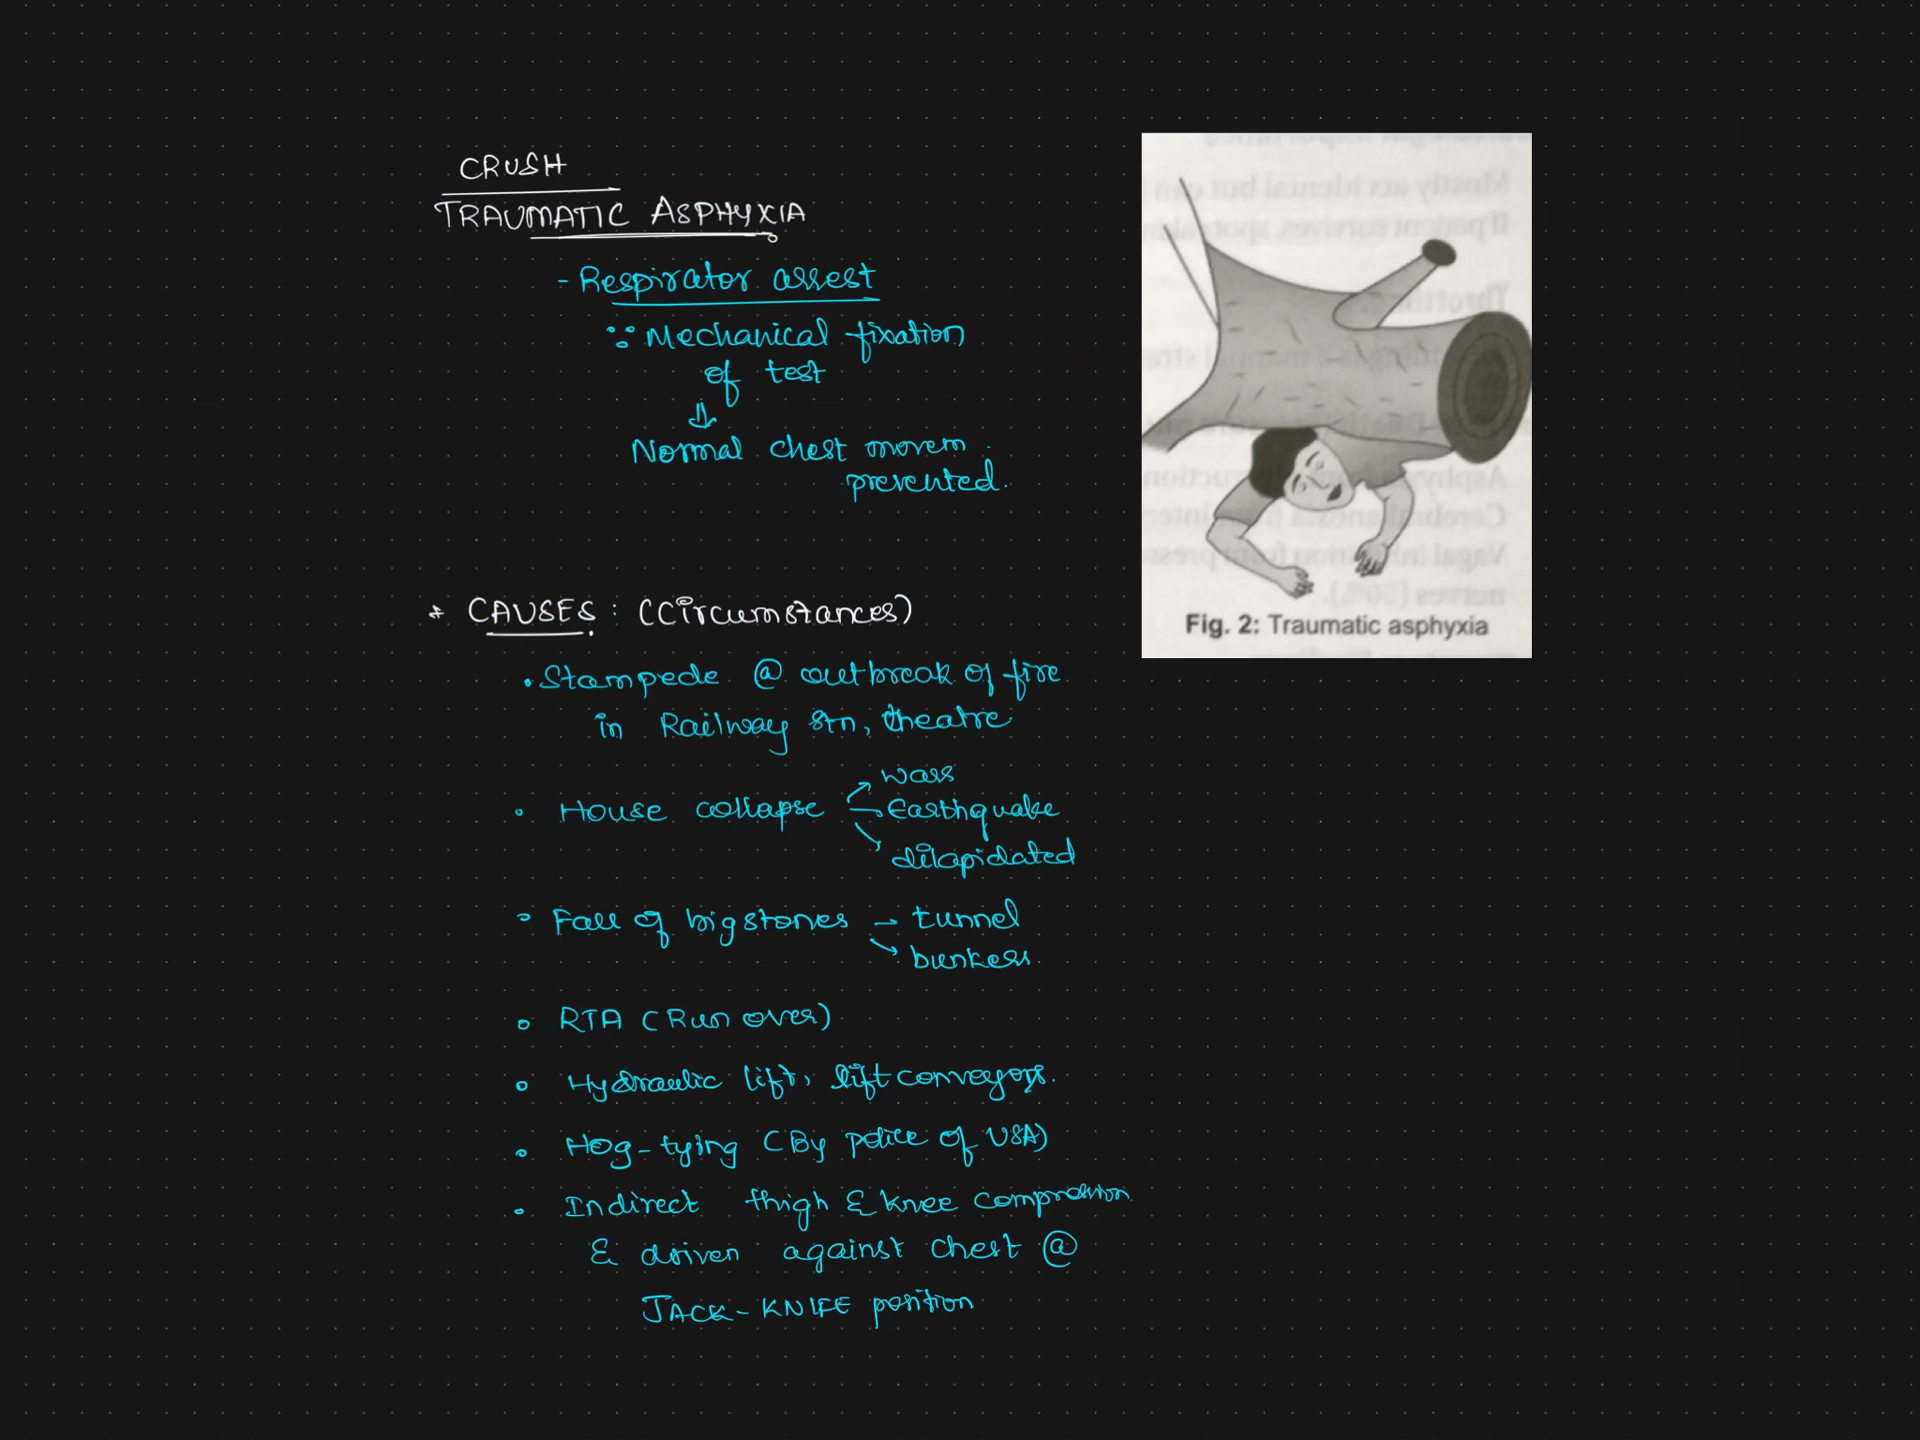 CRUSH
TRAUMATIC ASPHYXIA
- Respirator arrest
∵ Mechanical fixation
of test
↓
Normal chest movem.
prevented.
* CAUSES: (Circumstances)
• Stampede @ outbreak of fire
in Railway stn, theatre
• House collapse → wars
→ Earthquake
→ dilapidated
• Fall of big stones → tunnel
→ bunkers.
• RTA (Run over)
• Hydraulic lift, lift conveyors.
• Hog-tying (By police of USA)
• Indirect thigh & knee compression
& driven against chest @
JACK-KNIFE position
Mostly accidental but can
If patient survives,
Throttling
Fig. 2: Traumatic asphyxia